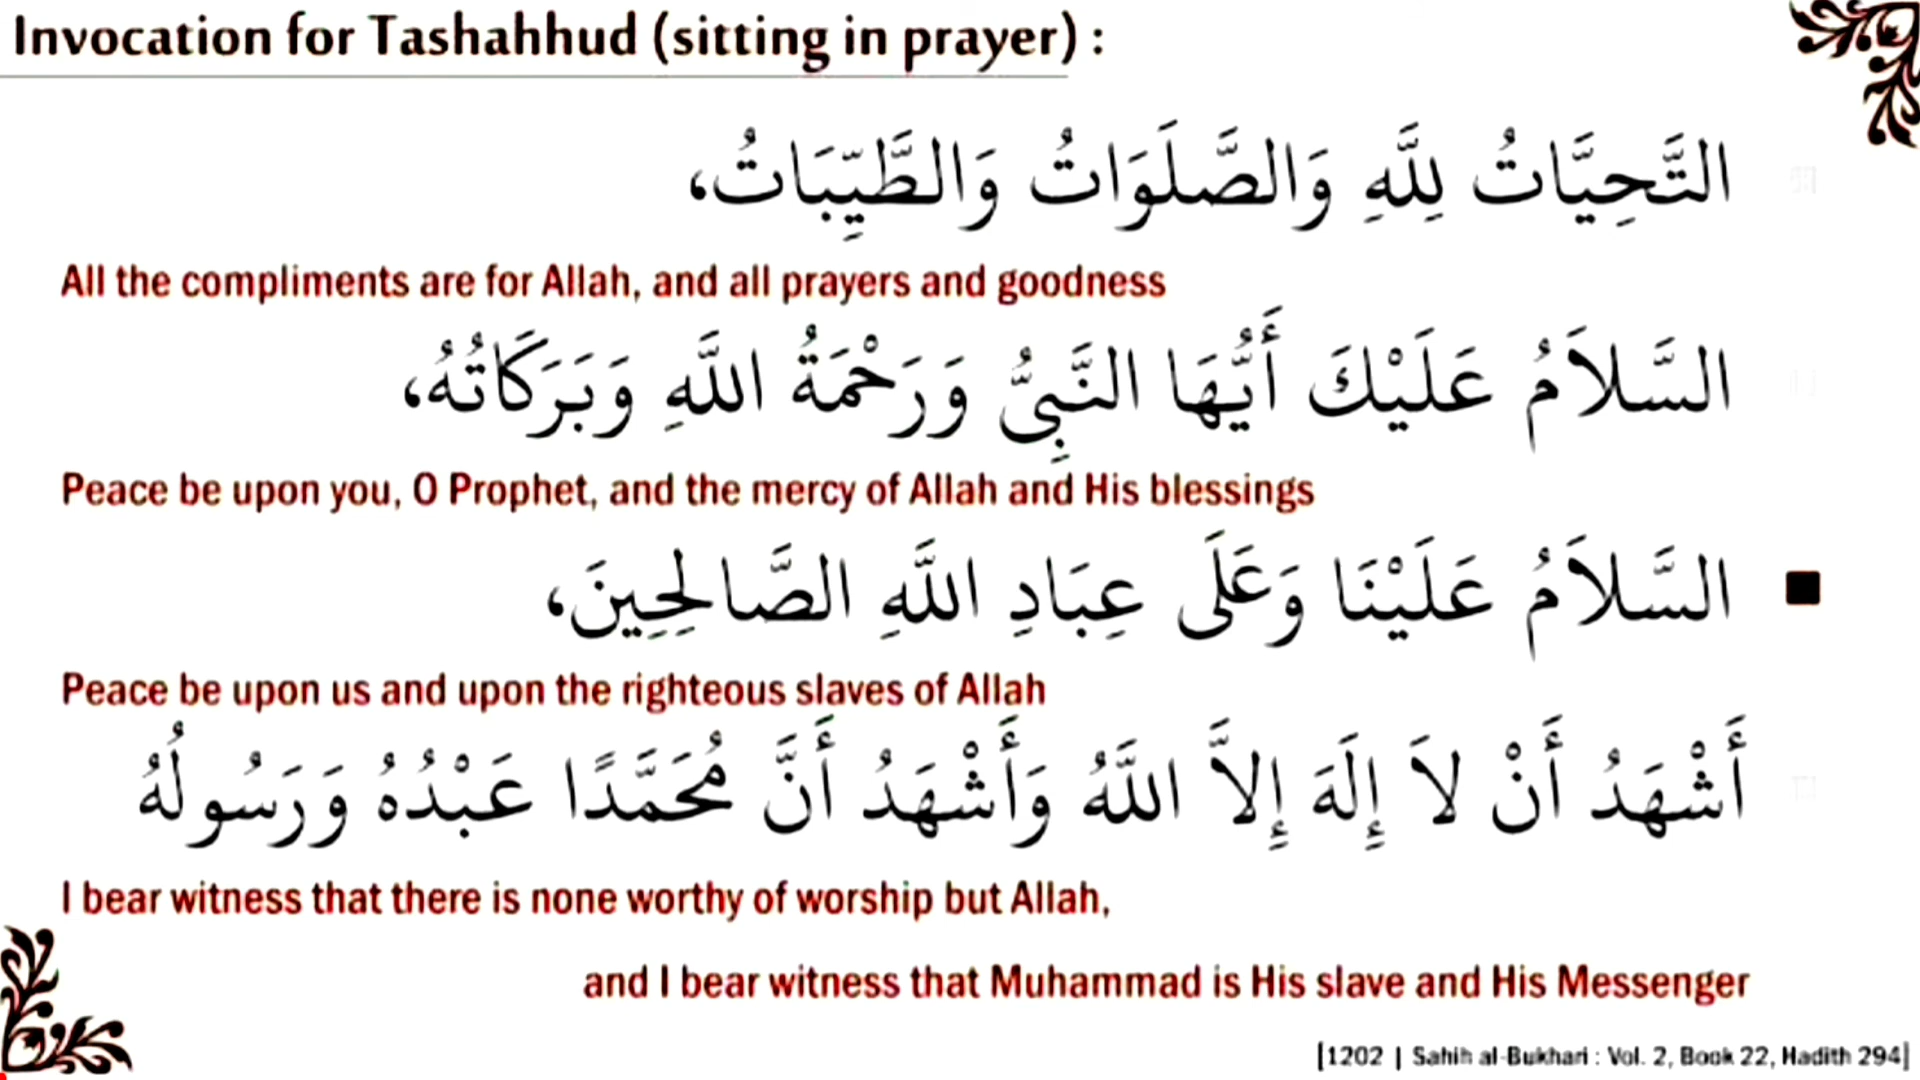 Invocation for Tashahhud (sitting in prayer) :
التَّحِيَّاتُ لِلَّهِ وَالصَّلَوَاتُ وَالطَّيِّبَاتُ،
All the compliments are for Allah, and all prayers and goodness
السَّلاَمُ عَلَيْكَ أَيُّهَا النَّبِيُّ وَرَحْمَةُ اللَّهِ وَبَرَكَاتُهُ،
Peace be upon you, O Prophet, and the mercy of Allah and His blessings
السَّلاَمُ عَلَيْنَا وَعَلَى عِبَادِ اللَّهِ الصَّالِحِينَ،
Peace be upon us and upon the righteous slaves of Allah
أَشْهَدُ أَنْ لاَ إِلَهَ إِلاَّ اللَّهُ وَأَشْهَدُ أَنَّ مُحَمَّدًا عَبْدُهُ وَرَسُولُهُ
I bear witness that there is none worthy of worship but Allah,
and I bear witness that Muhammad is His slave and His Messenger
[1202 | Sahih al-Bukhari : Vol. 2, Book 22, Hadith 294]